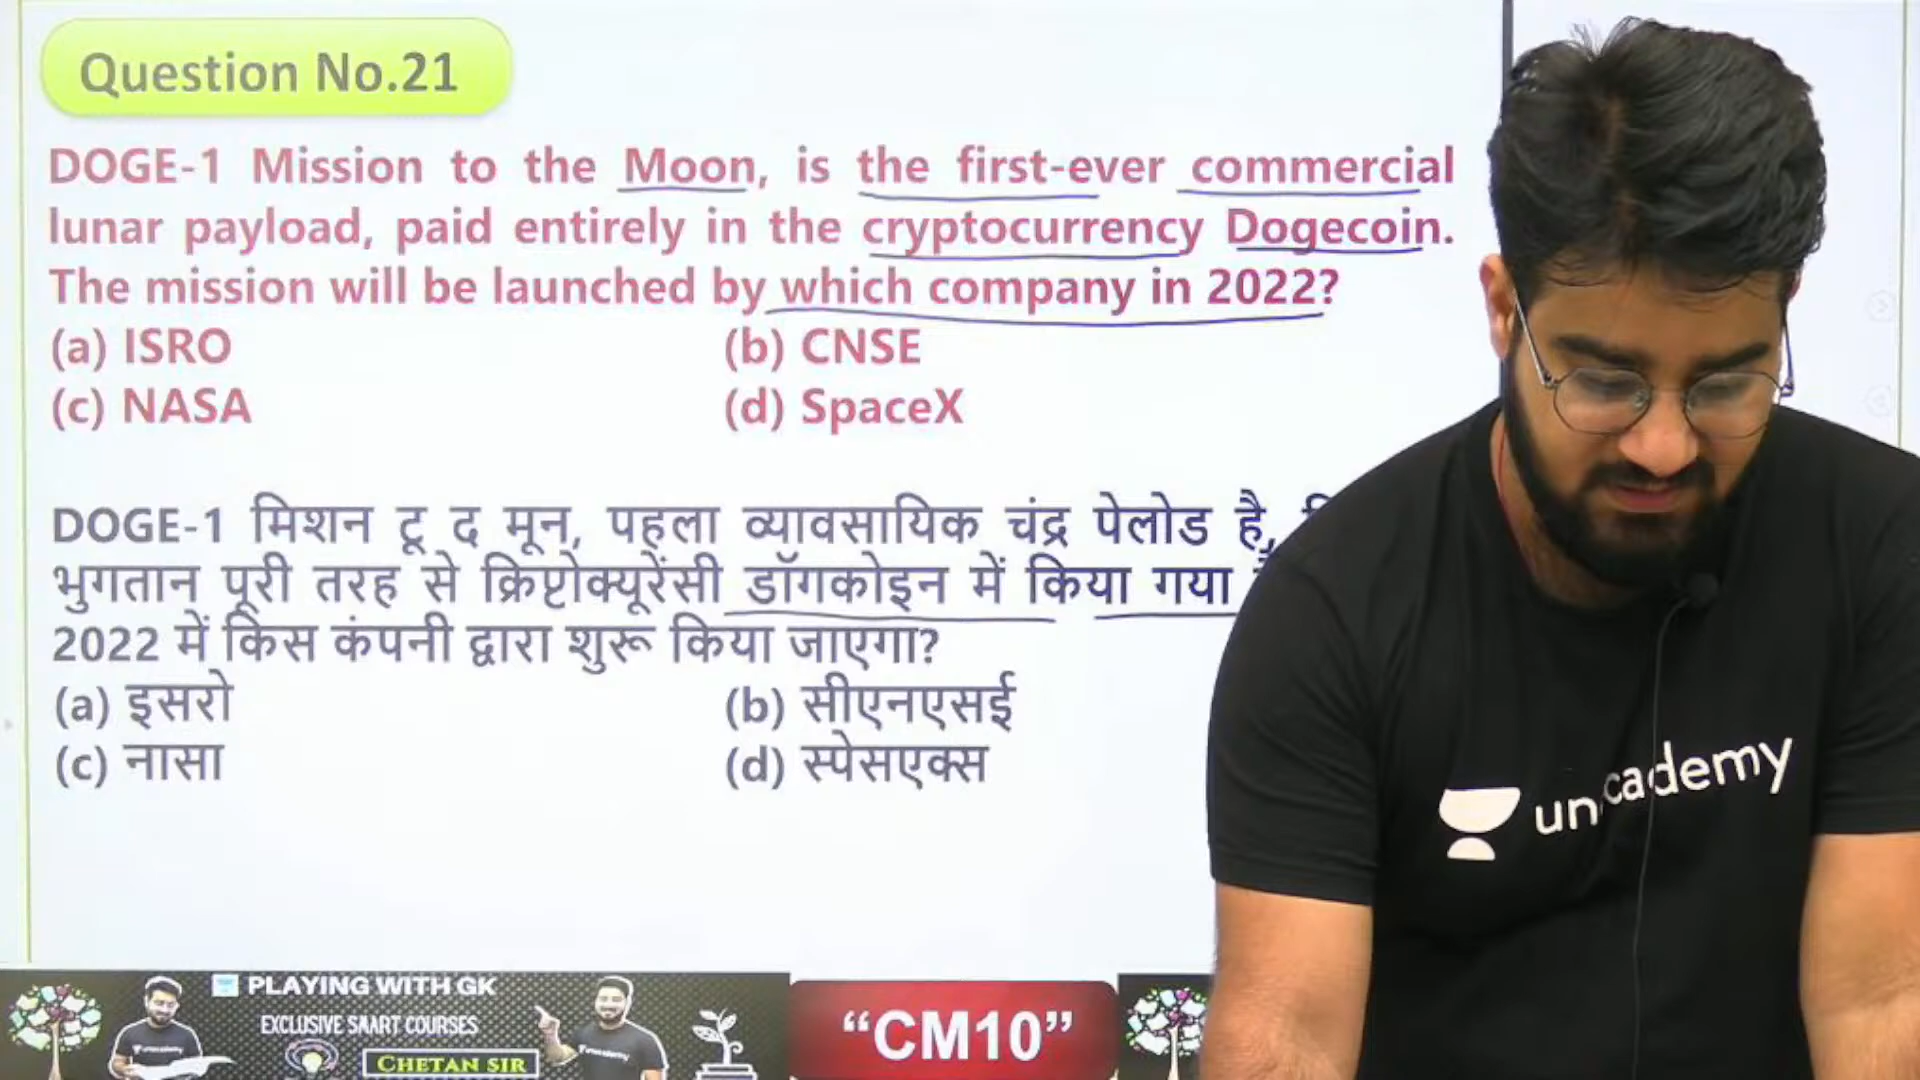 Question No.21
DOGE-1 Mission to the Moon, is the first-ever commercial
lunar payload, paid entirely in the cryptocurrency Dogecoin.
The mission will be launched by which company in 2022?
(a) ISRO (b) CNSE
(c) NASA (d) SpaceX
DOGE-1 मिशन टू द मून, पहला व्यावसायिक चंद्र पेलोड है,
भुगतान पूरी तरह से क्रिप्टोक्यूरेंसी डॉगकोइन में किया गया
2022 में किस कंपनी द्वारा शुरू किया जाएगा?
(a) इसरो (b) सीएनएसई
(c) नासा (d) स्पेसएक्स
unacademy
PLAYING WITH GK
EXCLUSIVE SMART COURSES
CHETAN SIR
"CM10"